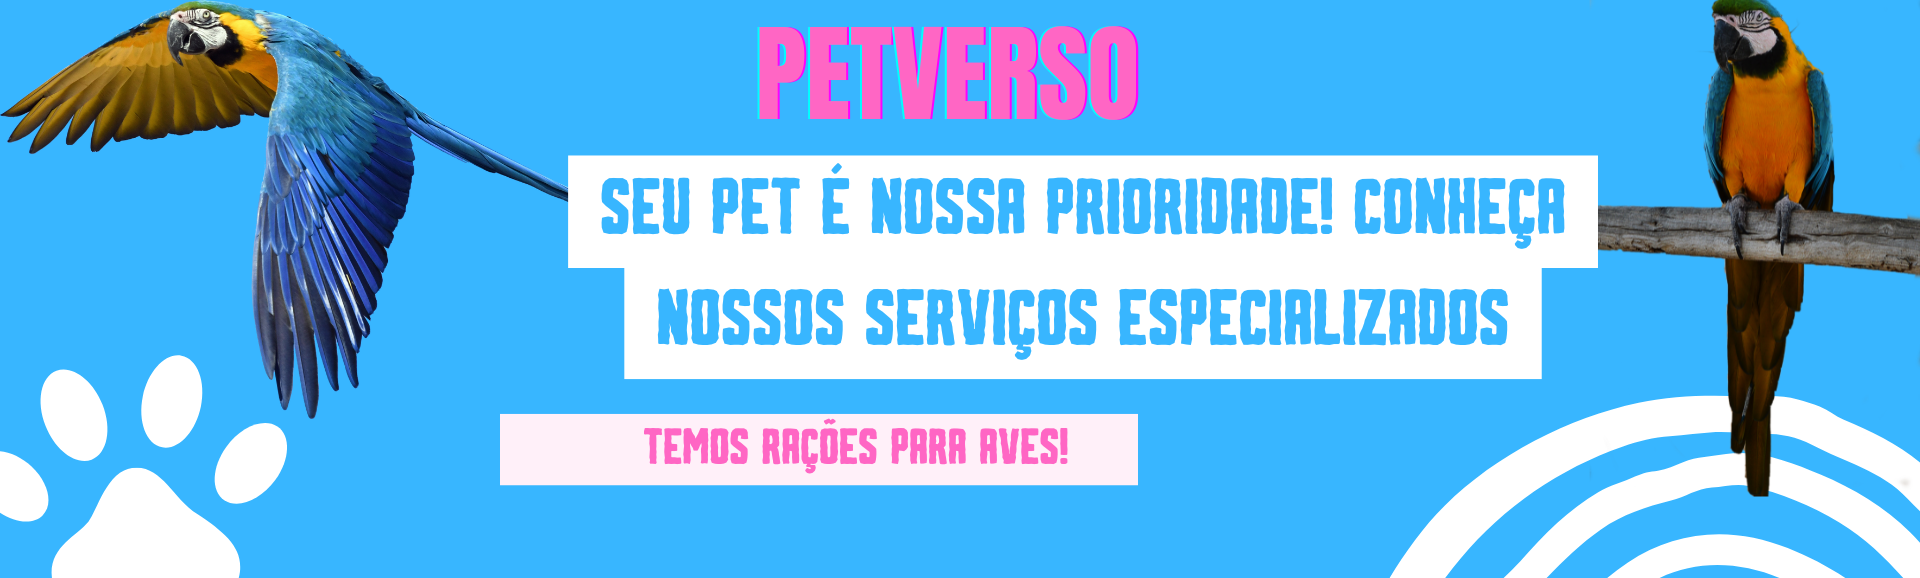 PETVERSO
SEU PET É NOSSA PRIORIDADE! CONHEÇA
NOSSOS SERVIÇOS ESPECIALIZADOS
TEMOS RAÇÕES PARA AVES!